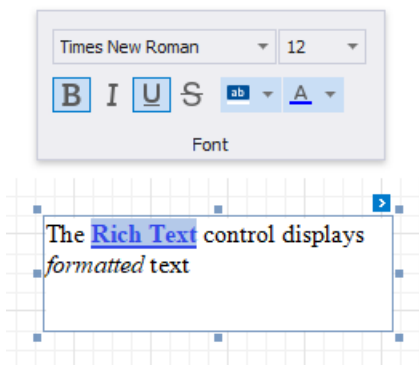 Times New Roman 12
B I U S ab A
Font
The Rich Text control displays
formatted text